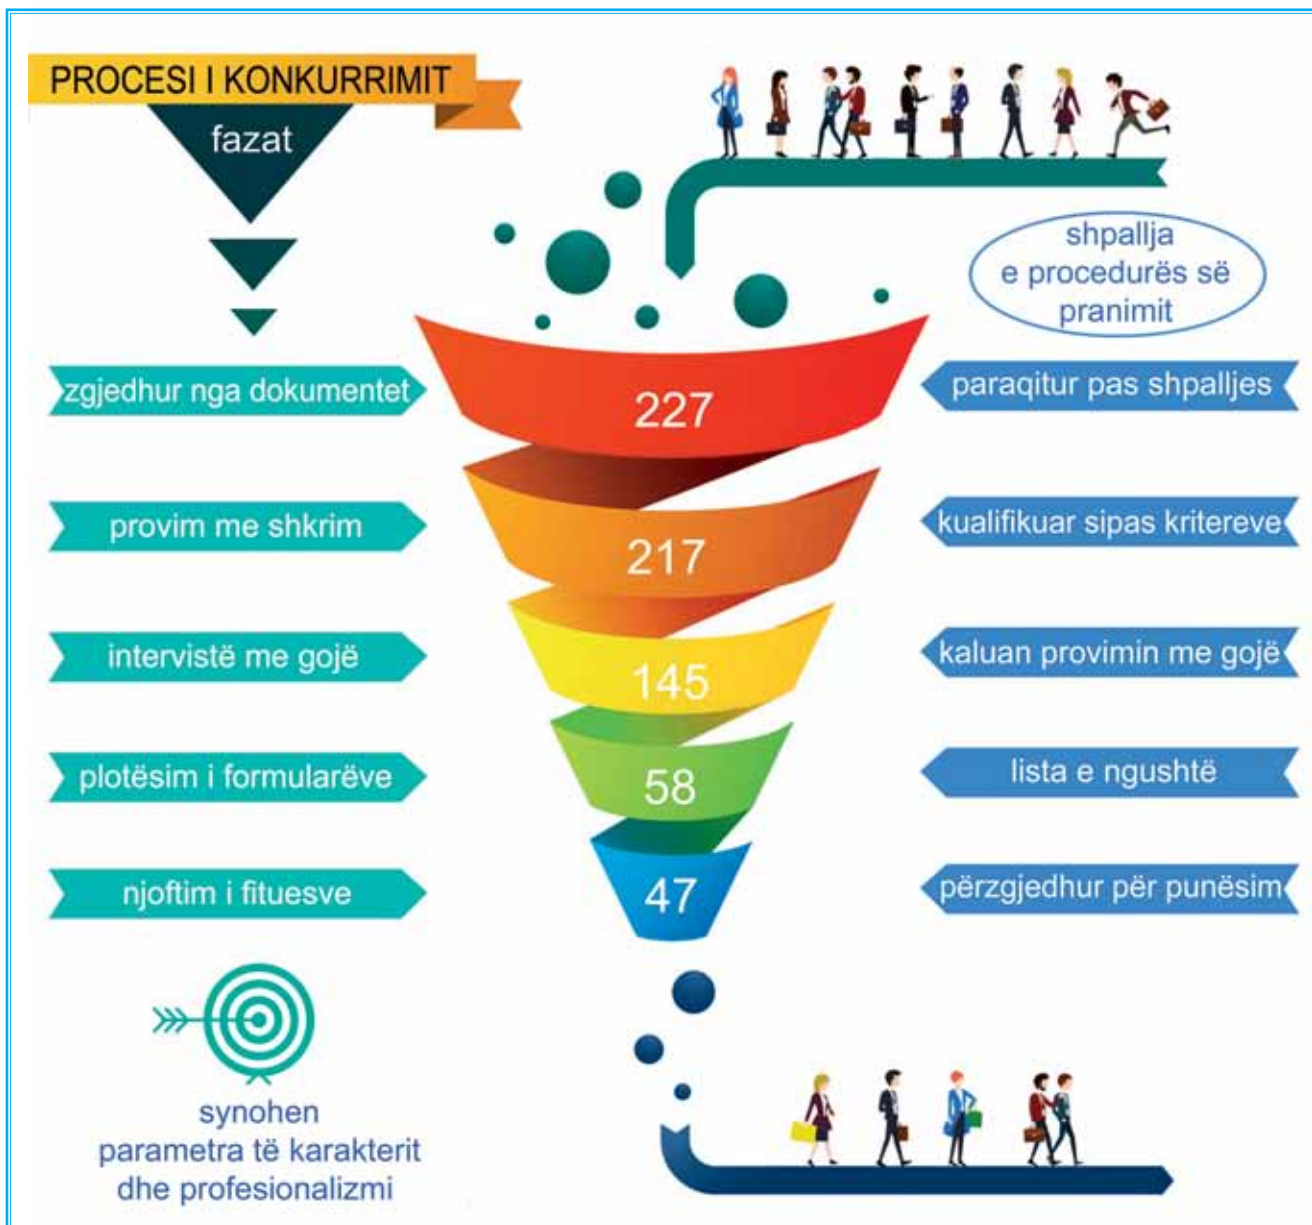 PROCESI I KONKURRIMIT
fazat
shpallja
e procedurës së
pranimit
zgjedhur nga dokumentet
227
paraqitur pas shpalljes
provim me shkrim
217
kualifikuar sipas kritereve
intervistë me gojë
145
kaluan provimin me gojë
plotësim i formularëve
58
lista e ngushtë
njoftim i fituesve
47
përzgjedhur për punësim
synohen
parametra të karakterit
dhe profesionalizmi